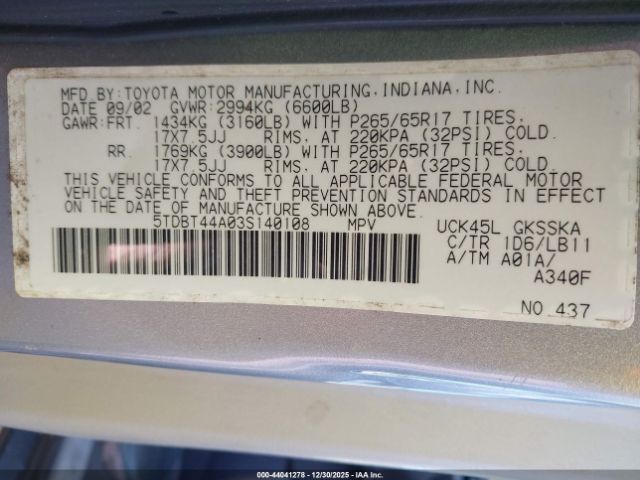 MFD.BY:TOYOTA MOTOR MANUFACTURING,INDIANA,INC.
DATE 09/02 GVWR:2994KG (6600LB)
GAWR:FRT 1434KG (3160LB) WITH P265/65R17 TIRES,
17X7.5JJ RIMS, AT 220KPA (32PSI) COLD.
RR 1769KG (3900LB) WITH P265/65R17 TIRES,
17X7.5JJ RIMS, AT 220KPA (32PSI) COLD.
THIS VEHICLE CONFORMS TO ALL APPLICABLE FEDERAL MOTOR
VEHICLE SAFETY AND THEFT PREVENTION STANDARDS IN EFFECT
ON THE DATE OF MANUFACTURE SHOWN ABOVE.
5TDBT44A03S140108 MPV UCK45L GKSSKA
C/TR 1D6/LB11
A/TM A01A/
A340F
NO.437
000-44041278 - 12/30/2025 - IAA Inc.